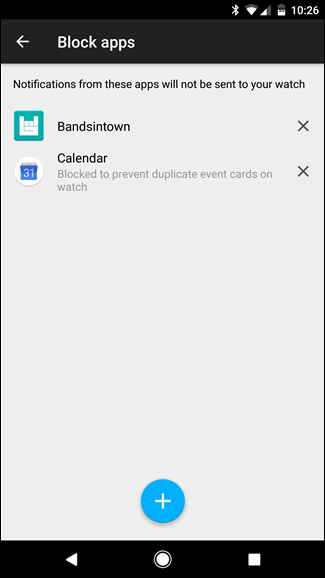 10:26
Block apps
Notifications from these apps will not be sent to your watch
Bandsintown
Calendar
31
Blocked to prevent duplicate event cards on
watch